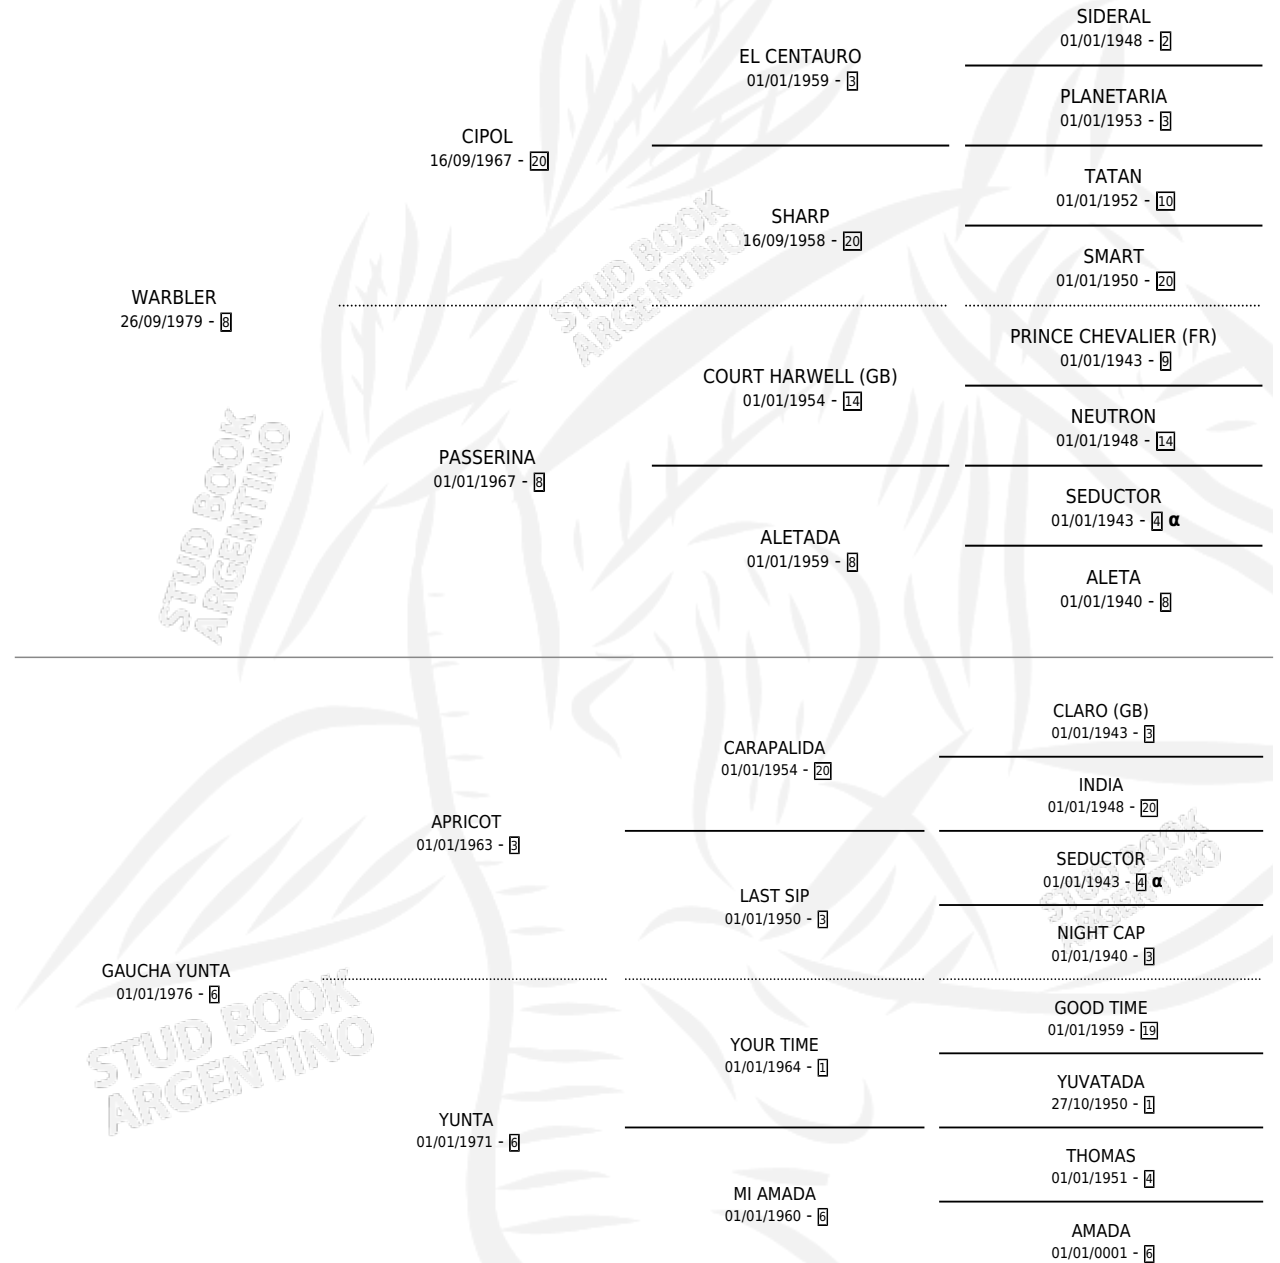 SIDERAL
01/01/1948 - 2
EL CENTAURO
01/01/1959 - 3
PLANETARIA
01/01/1953 - 3
CIPOL
16/09/1967 - 20
TATAN
01/01/1952 - 10
SHARP
16/09/1958 - 20
SMART
01/01/1950 - 20
WARBLER
26/09/1979 - 8
PRINCE CHEVALIER (FR)
01/01/1943 - 9
COURT HARWELL (GB)
01/01/1954 - 14
NEUTRON
01/01/1948 - 14
PASSERINA
01/01/1967 - 8
SEDUCTOR
01/01/1943 - 4 α
ALETADA
01/01/1959 - 8
ALETA
01/01/1940 - 8
CLARO (GB)
01/01/1943 - 3
CARAPALIDA
01/01/1954 - 20
INDIA
01/01/1948 - 20
APRICOT
01/01/1963 - 3
SEDUCTOR
01/01/1943 - 4 α
LAST SIP
01/01/1950 - 3
NIGHT CAP
01/01/1940 - 3
GAUCHA YUNTA
01/01/1976 - 6
GOOD TIME
01/01/1959 - 19
YOUR TIME
01/01/1964 - 1
YUVATADA
27/10/1950 - 1
YUNTA
01/01/1971 - 6
THOMAS
01/01/1951 - 4
MI AMADA
01/01/1960 - 6
AMADA
01/01/0001 - 6
STUD BOOK
ARGENTINO
STUD BOOK
ARGENTINO
STUD BOOK
ARGENTINO
STUD BOOK
ARGENTINO